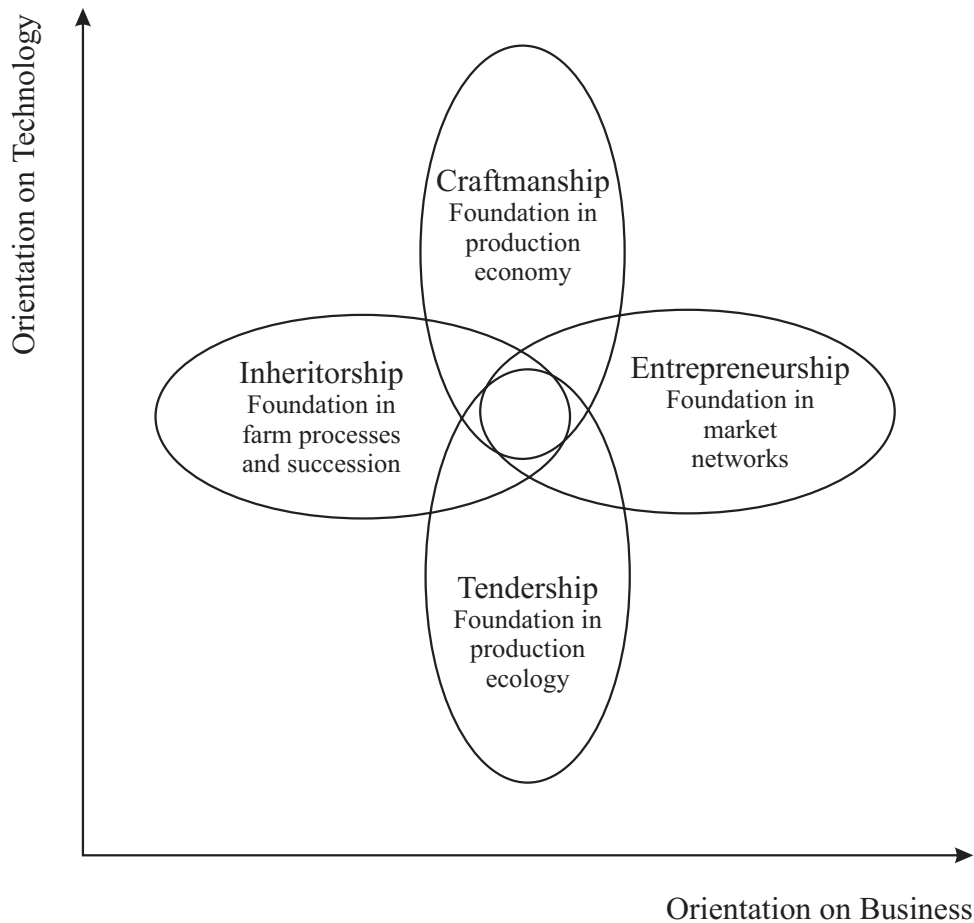 Orientation on Technology
Craftmanship
Foundation in
production
economy
Inheritorship
Foundation in
farm processes
and succession
Entrepreneurship
Foundation in
market
networks
Tendership
Foundation in
production
ecology
Orientation on Business